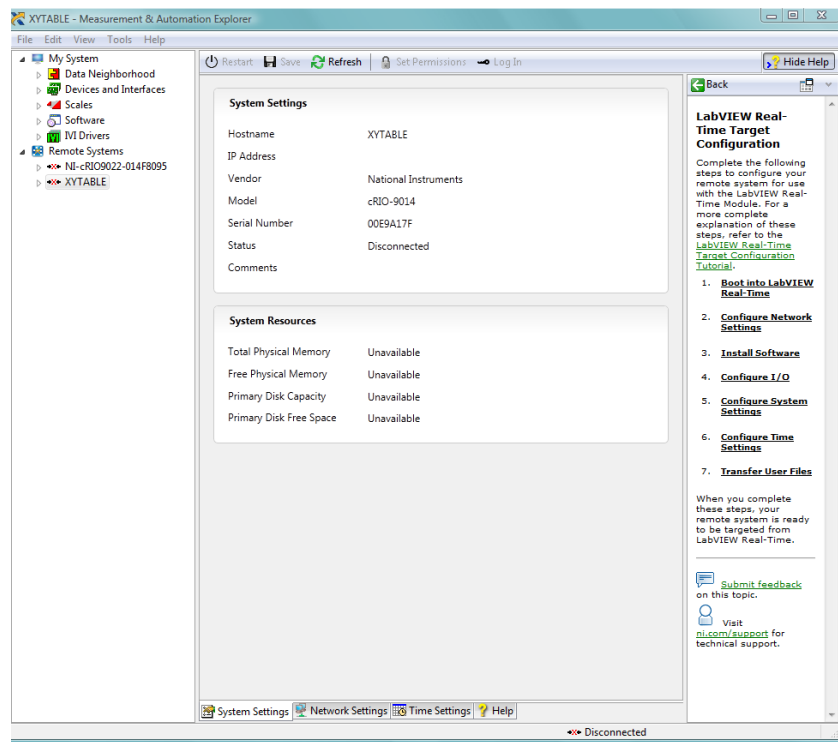 XYTABLE - Measurement & Automation Explorer
File Edit View Tools Help
My System
Data Neighborhood
Devices and Interfaces
Scales
Software
IVI Drivers
Remote Systems
NI-cRIO9022-014F8095
XYTABLE
Restart Save Refresh Set Permissions Log In
Hide Help
System Settings
Hostname XYTABLE
IP Address
Vendor National Instruments
Model cRIO-9014
Serial Number 00E9A17F
Status Disconnected
Comments
System Resources
Total Physical Memory Unavailable
Free Physical Memory Unavailable
Primary Disk Capacity Unavailable
Primary Disk Free Space Unavailable
Back
LabVIEW Real-
Time Target
Configuration
Complete the following
steps to configure your
remote system for use
with the LabVIEW Real-
Time Module. For a
more complete
explanation of these
steps, refer to the
LabVIEW Real-Time
Target Configuration
Tutorial.
1. Boot into LabVIEW
Real-Time
2. Configure Network
Settings
3. Install Software
4. Configure I/O
5. Configure System
Settings
6. Configure Time
Settings
7. Transfer User Files
When you complete
these steps, your
remote system is ready
to be targeted from
LabVIEW Real-Time.
Submit feedback
on this topic.
Visit
ni.com/support for
technical support.
System Settings Network Settings Time Settings Help
Disconnected